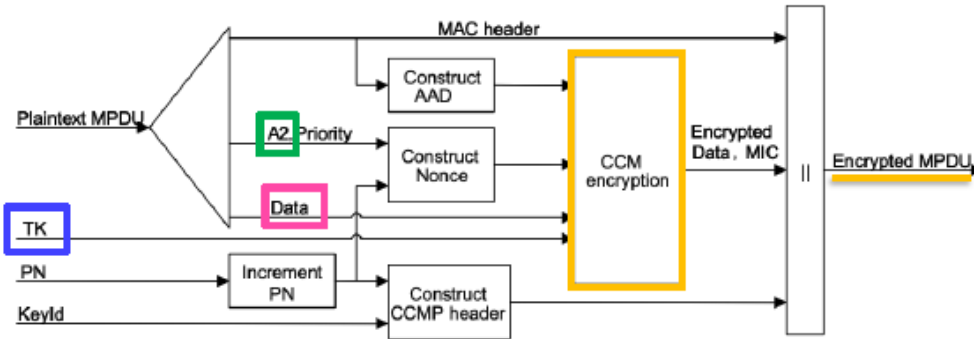 MAC header
Construct
AAD
Plaintext MPDU
A2, Priority
Construct
Nonce
CCM
encryption
Encrypted
Data, MIC
||
Encrypted MPDU
Data
TK
PN
Increment
PN
Construct
CCMP header
KeyId